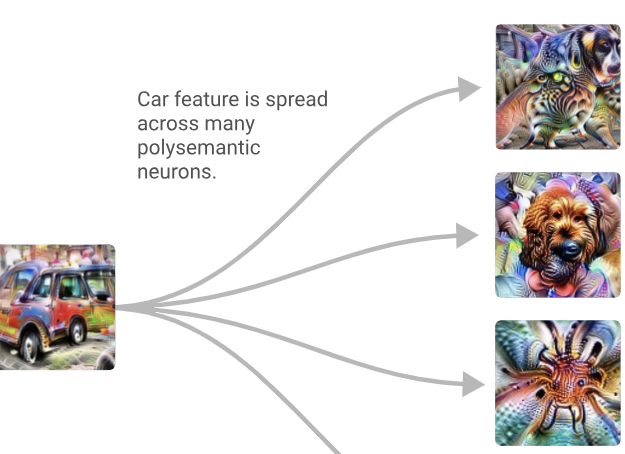 Car feature is spread
across many
polysemantic
neurons.